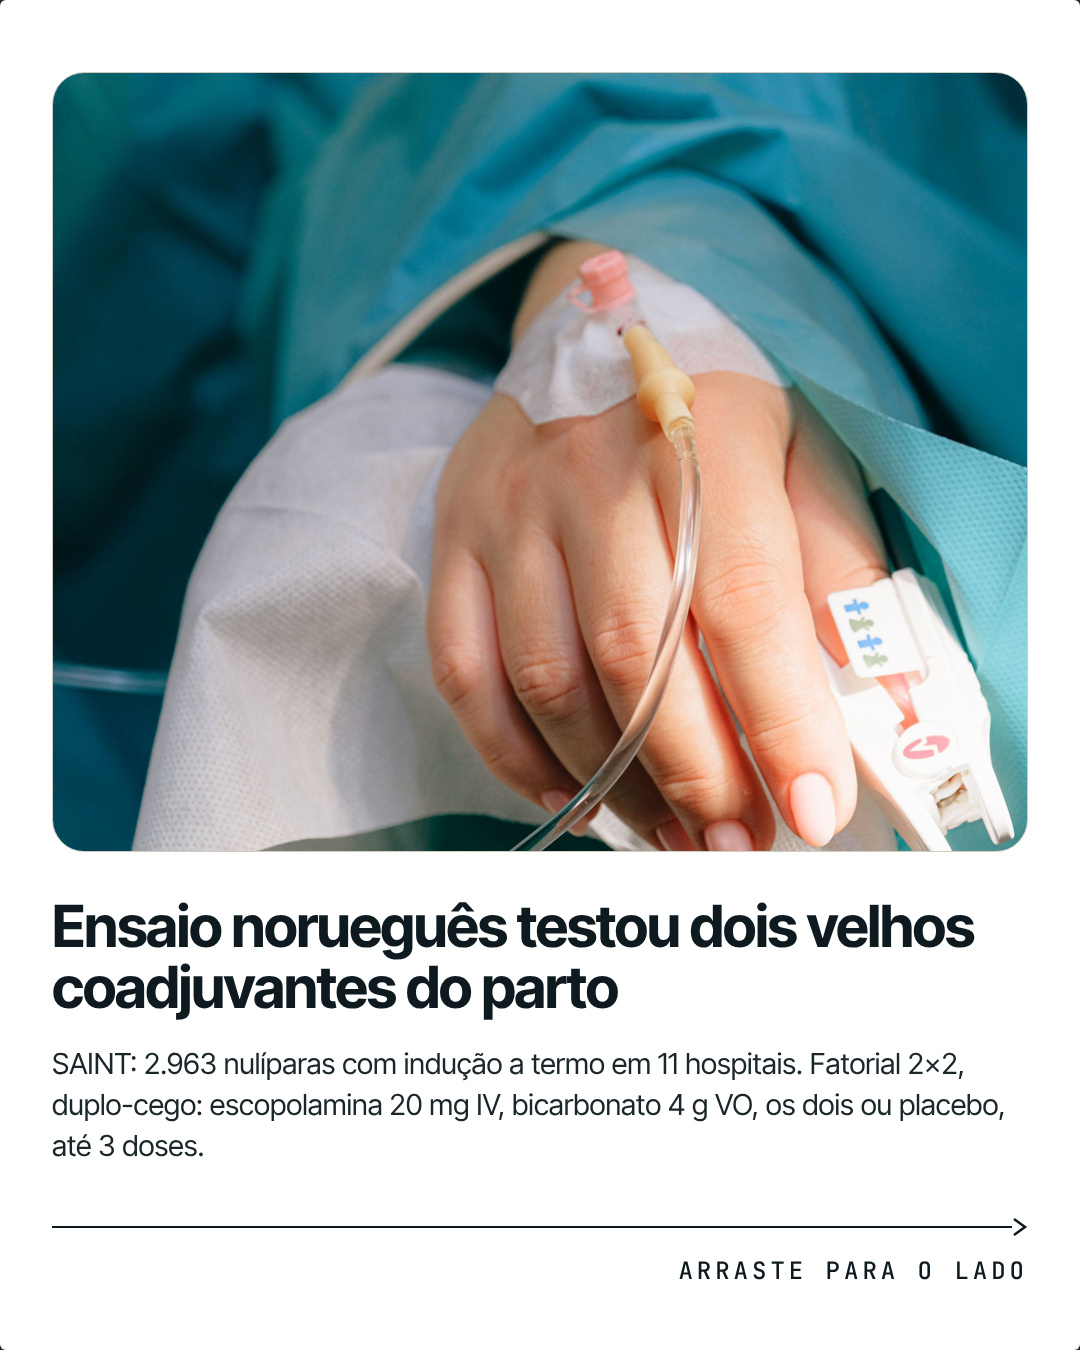 Ensaio norueguês testou dois velhos
coadjuvantes do parto
SAINT: 2.963 nulíparas com indução a termo em 11 hospitais. Fatorial 2×2,
duplo-cego: escopolamina 20 mg IV, bicarbonato 4 g VO, os dois ou placebo,
até 3 doses.
ARRASTE PARA O LADO